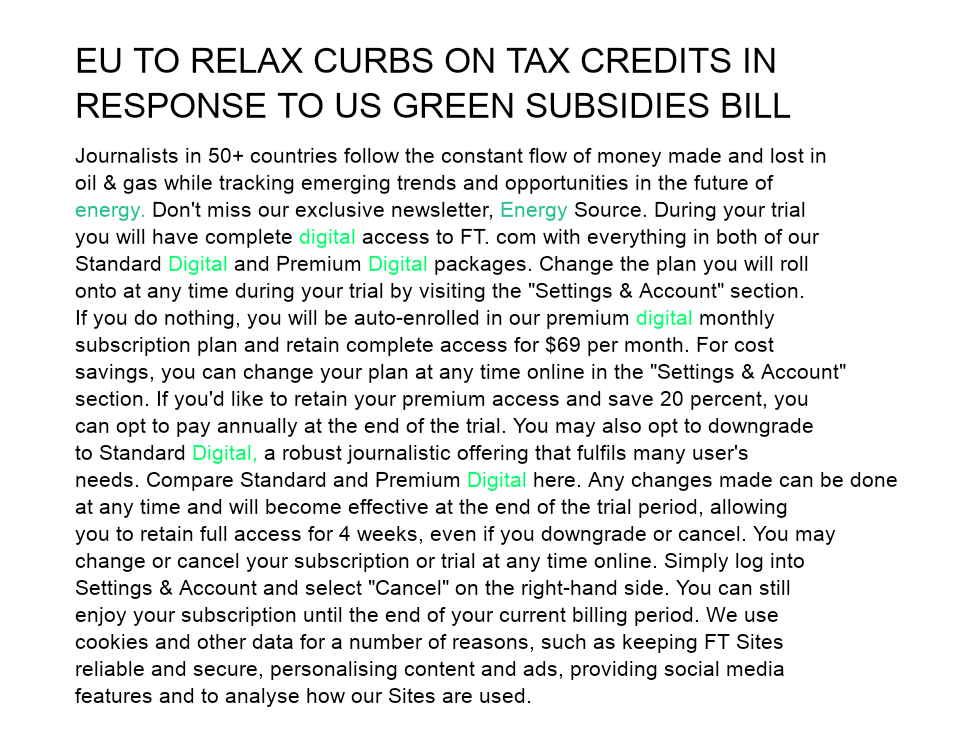 EU TO RELAX CURBS ON TAX CREDITS IN
RESPONSE TO US GREEN SUBSIDIES BILL
Journalists in 50+ countries follow the constant flow of money made and lost in
oil & gas while tracking emerging trends and opportunities in the future of
energy. Don't miss our exclusive newsletter, Energy Source. During your trial
you will have complete digital access to FT. com with everything in both of our
Standard Digital and Premium Digital packages. Change the plan you will roll
onto at any time during your trial by visiting the "Settings & Account" section.
If you do nothing, you will be auto-enrolled in our premium digital monthly
subscription plan and retain complete access for $69 per month. For cost
savings, you can change your plan at any time online in the "Settings & Account"
section. If you'd like to retain your premium access and save 20 percent, you
can opt to pay annually at the end of the trial. You may also opt to downgrade
to Standard Digital, a robust journalistic offering that fulfils many user's
needs. Compare Standard and Premium Digital here. Any changes made can be done
at any time and will become effective at the end of the trial period, allowing
you to retain full access for 4 weeks, even if you downgrade or cancel. You may
change or cancel your subscription or trial at any time online. Simply log into
Settings & Account and select "Cancel" on the right-hand side. You can still
enjoy your subscription until the end of your current billing period. We use
cookies and other data for a number of reasons, such as keeping FT Sites
reliable and secure, personalising content and ads, providing social media
features and to analyse how our Sites are used.